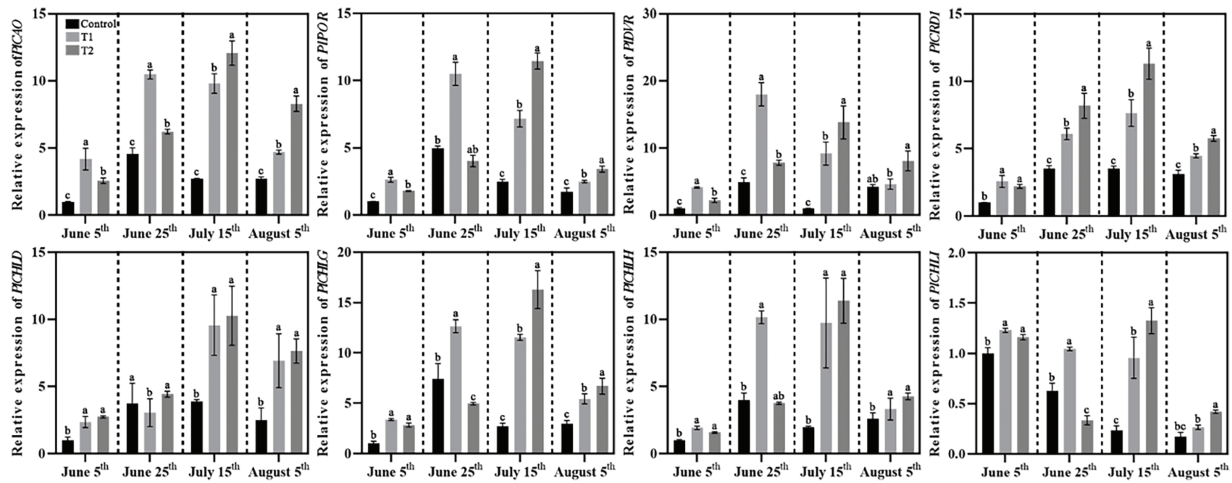 Relative expression of PlCAO
15
10
5
0
Control
T1
T2
c a b
c a b
c b a
c b a
June 5th June 25th July 15th August 5th
Relative expression of PlPOR
15
10
5
0
c a b
b a ab
c b a
c b a
June 5th June 25th July 15th August 5th
Relative expression of PlDVR
30
20
10
0
c a b
c a b
c b a
ab b a
June 5th June 25th July 15th August 5th
Relative expression of PlCRD1
15
10
5
0
b a a
c b a
c b a
c b a
June 5th June 25th July 15th August 5th
Relative expression of PlCHLD
15
10
5
0
b a a
a b a
b a a
b a a
June 5th June 25th July 15th August 5th
Relative expression of PlCHLG
20
15
10
5
0
b a a
b a c
c b a
c b a
June 5th June 25th July 15th August 5th
Relative expression of PlCHLH
15
10
5
0
b a a
b a ab
b a a
b a a
June 5th June 25th July 15th August 5th
Relative expression of PlCHLI
2.0
1.5
1.0
0.5
0.0
b a a
b a c
c b a
bc b a
June 5th June 25th July 15th August 5th